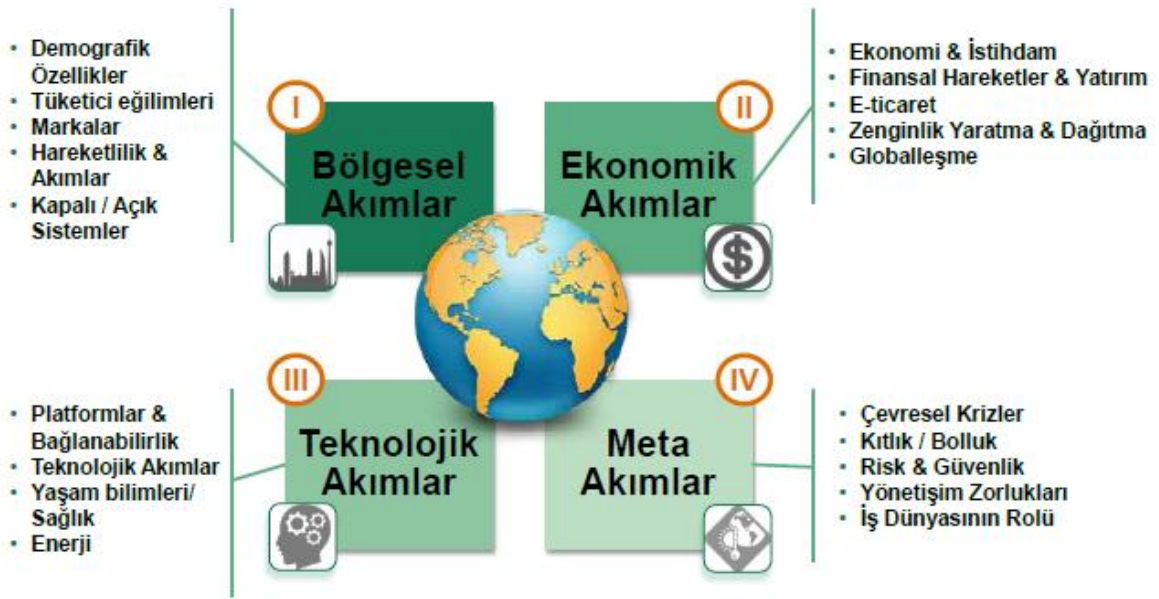 • Demografik
Özellikler
• Tüketici eğilimleri
• Markalar
• Hareketlilik &
Akımlar
• Kapalı / Açık
Sistemler
I
Bölgesel
Akımlar
II
Ekonomik
Akımlar
$
• Ekonomi & İstihdam
• Finansal Hareketler & Yatırım
• E-ticaret
• Zenginlik Yaratma & Dağıtma
• Globalleşme
• Platformlar &
Bağlanabilirlik
• Teknolojik Akımlar
• Yaşam bilimleri/
Sağlık
• Enerji
III
Teknolojik
Akımlar
IV
Meta
Akımlar
• Çevresel Krizler
• Kıtlık / Bolluk
• Risk & Güvenlik
• Yönetişim Zorlukları
• İş Dünyasının Rolü